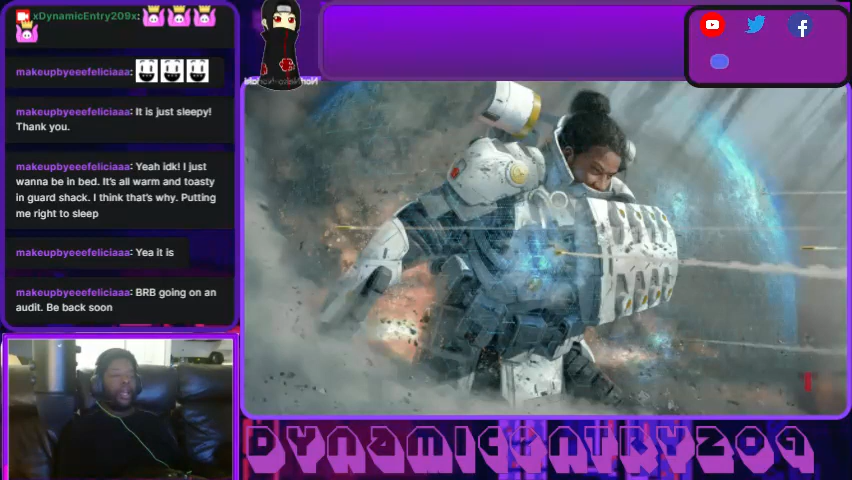 xDynamicEntry209x:
makeupbyeeefeliciaaa:
makeupbyeeefeliciaaa: It is just sleepy!
Thank you.
makeupbyeeefeliciaaa: Yeah idk! I just
wanna be in bed. It's all warm and toasty
in guard shack. I think that's why. Putting
me right to sleep
makeupbyeeefeliciaaa: Yea it is
makeupbyeeefeliciaaa: BRB going on an
audit. Be back soon